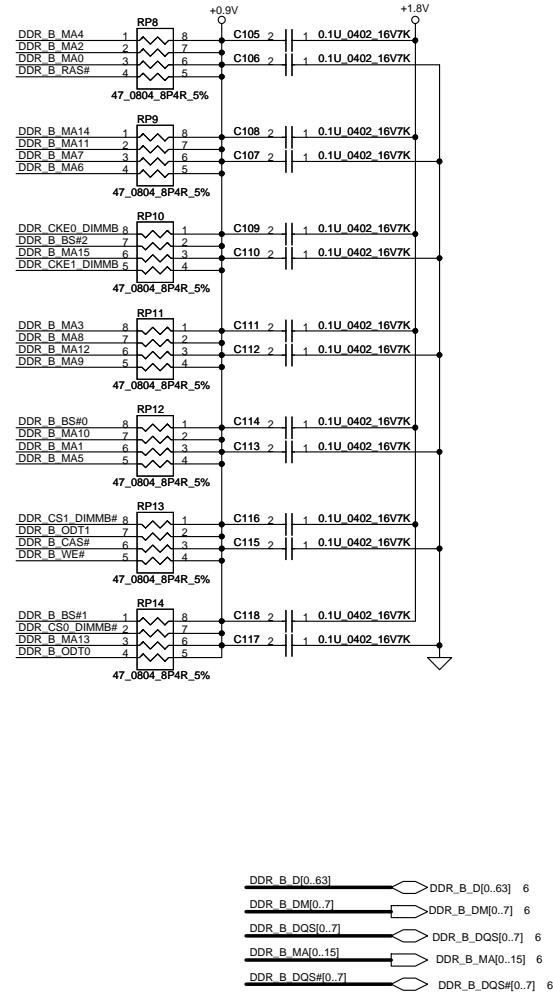 +0.9V +1.8V
RP8
DDR_B_MA4 1 8 C105 2 1 0.1U_0402_16V7K
DDR_B_MA2 2 7
DDR_B_MA0 3 6 C106 2 1 0.1U_0402_16V7K
DDR_B_RAS# 4 5
47_0804_8P4R_5%
RP9
DDR_B_MA14 1 8 C108 2 1 0.1U_0402_16V7K
DDR_B_MA11 2 7
DDR_B_MA7 3 6 C107 2 1 0.1U_0402_16V7K
DDR_B_MA6 4 5
47_0804_8P4R_5%
RP10
DDR_CKE0_DIMMB 8 1 C109 2 1 0.1U_0402_16V7K
DDR_B_BS#2 7 2
DDR_B_MA15 6 3 C110 2 1 0.1U_0402_16V7K
DDR_CKE1_DIMMB 5 4
47_0804_8P4R_5%
RP11
DDR_B_MA3 8 1 C111 2 1 0.1U_0402_16V7K
DDR_B_MA8 7 2
DDR_B_MA12 6 3 C112 2 1 0.1U_0402_16V7K
DDR_B_MA9 5 4
47_0804_8P4R_5%
RP12
DDR_B_BS#0 8 1 C114 2 1 0.1U_0402_16V7K
DDR_B_MA10 7 2
DDR_B_MA1 6 3 C113 2 1 0.1U_0402_16V7K
DDR_B_MA5 5 4
47_0804_8P4R_5%
RP13
DDR_CS1_DIMMB# 8 1 C116 2 1 0.1U_0402_16V7K
DDR_B_ODT1 7 2
DDR_B_CAS# 6 3 C115 2 1 0.1U_0402_16V7K
DDR_B_WE# 5 4
47_0804_8P4R_5%
RP14
DDR_B_BS#1 1 8 C118 2 1 0.1U_0402_16V7K
DDR_CS0_DIMMB# 2 7
DDR_B_MA13 3 6 C117 2 1 0.1U_0402_16V7K
DDR_B_ODT0 4 5
47_0804_8P4R_5%
DDR_B_D[0..63] DDR_B_D[0..63] 6
DDR_B_DM[0..7] DDR_B_DM[0..7] 6
DDR_B_DQS[0..7] DDR_B_DQS[0..7] 6
DDR_B_MA[0..15] DDR_B_MA[0..15] 6
DDR_B_DQS#[0..7] DDR_B_DQS#[0..7] 6